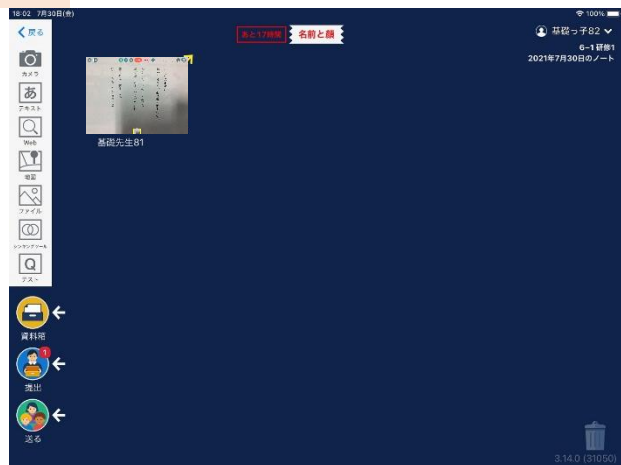 18:02 7月30日(金)
100%
戻る
あと17時間
名前と顔
基礎っ子82
6-1 研修1
2021年7月30日のノート
カメラ
あ
テキスト
Web
地図
ファイル
シンキングツール
Q
テスト
基礎先生81
資料箱
1
提出
送る
3.14.0 (31050)